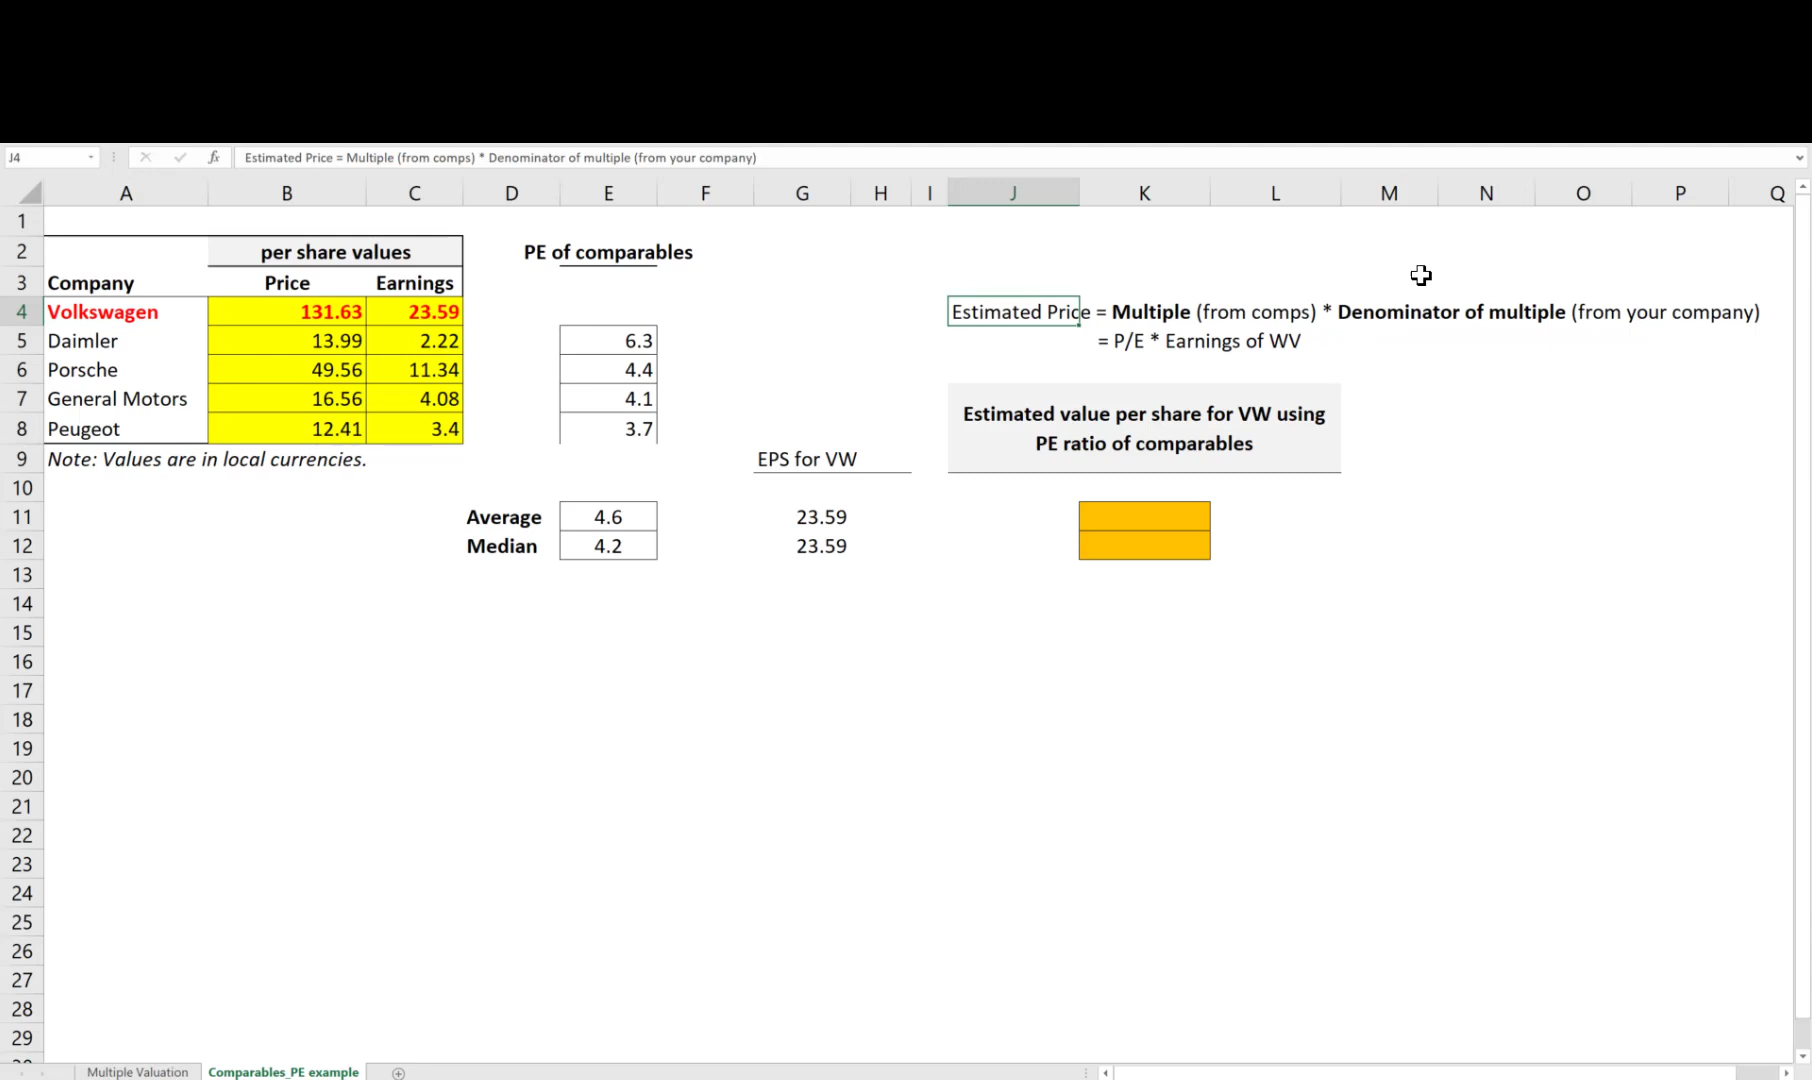 J4 fx Estimated Price = Multiple (from comps) * Denominator of multiple (from your company)
A B C D E F G H I J K L M N O P Q
1
2 per share values PE of comparables
3 Company Price Earnings
4 Volkswagen 131.63 23.59 Estimated Price = Multiple (from comps) * Denominator of multiple (from your company)
5 Daimler 13.99 2.22 6.3 = P/E * Earnings of WV
6 Porsche 49.56 11.34 4.4
7 General Motors 16.56 4.08 4.1 Estimated value per share for VW using
8 Peugeot 12.41 3.4 3.7 PE ratio of comparables
9 Note: Values are in local currencies. EPS for VW
10
11 Average 4.6 23.59
12 Median 4.2 23.59
13
14
15
16
17
18
19
20
21
22
23
24
25
26
27
28
29
Multiple Valuation Comparables_PE example